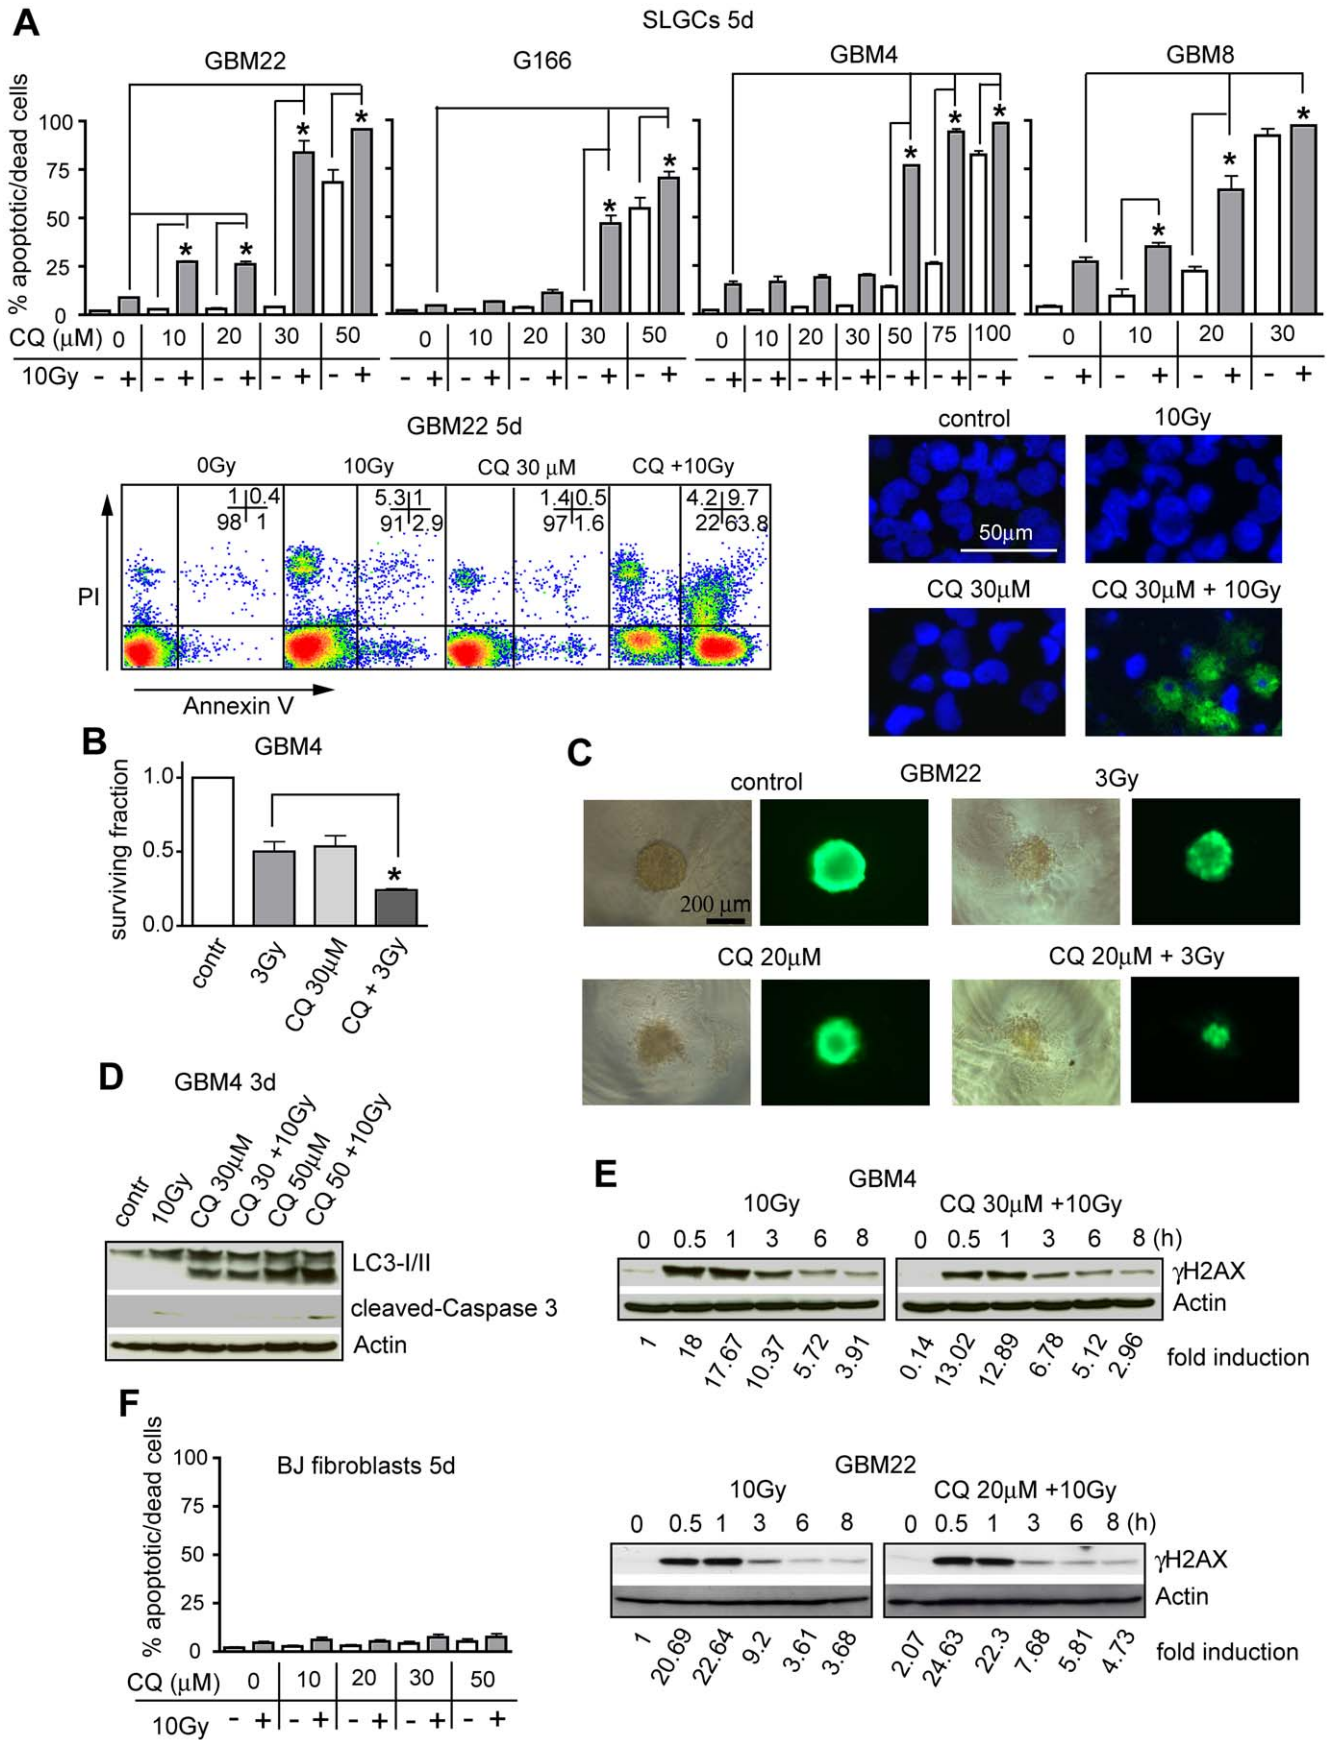 A
SLGCs 5d
GBM22
G166
GBM4
GBM8
% apoptotic/dead cells
100
75
50
25
0
* * * *
* *
* * *
* * *
CQ (µM) 0 10 20 30 50
0 10 20 30 50
0 10 20 30 50 75 100
0 10 20 30
10Gy - + - + - + - + - +
- + - + - + - + - +
- + - + - + - + - + - + - +
- + - + - + - +
GBM22 5d
0Gy 10Gy CQ 30 µM CQ +10Gy
1 0.4 5.3 1 1.4 0.5 4.2 9.7
98 1 91 2.9 97 1.6 22 63.8
PI
Annexin V
control 10Gy
50µm
CQ 30µM CQ 30µM + 10Gy
B
GBM4
surviving fraction
1.0
0.5
0.0
*
contr 3Gy CQ 30µM CQ + 3Gy
C
GBM22
control 3Gy
200 µm
CQ 20µM CQ 20µM + 3Gy
D
GBM4 3d
contr 10Gy CQ 30µM CQ 30 +10Gy CQ 50µM CQ 50 +10Gy
LC3-I/II
cleaved-Caspase 3
Actin
E
GBM4
10Gy CQ 30µM +10Gy
0 0.5 1 3 6 8 0 0.5 1 3 6 8 (h)
γH2AX
Actin
1 18 17.67 10.37 5.72 3.91 0.14 13.02 12.89 6.78 5.12 2.96 fold induction
GBM22
10Gy CQ 20µM +10Gy
0 0.5 1 3 6 8 0 0.5 1 3 6 8 (h)
γH2AX
Actin
1 20.69 22.64 9.2 3.61 3.68 2.07 24.63 22.3 7.68 5.81 4.73 fold induction
F
BJ fibroblasts 5d
% apoptotic/dead cells
100
75
50
25
0
CQ (µM) 0 10 20 30 50
10Gy - + - + - + - + - +